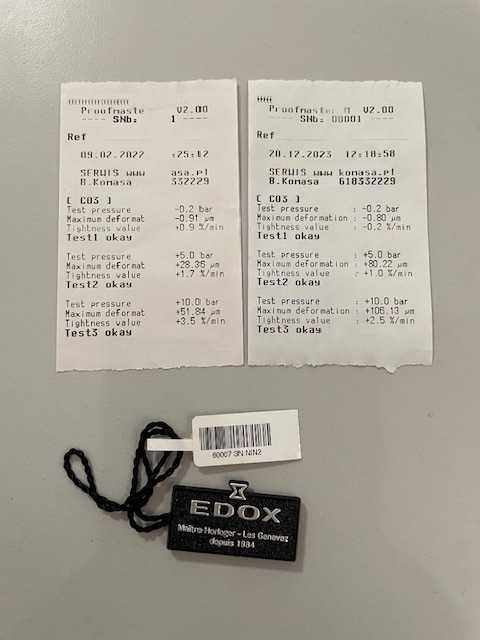 Proofmaste V2.00
---- SNb: 1 ----
Ref
09.02.2022 :25:12
SERWIS www asa.pl
B.Komasa 332229
[ C03 ]
Test pressure -0.2 bar
Maximum deformat -0.91 µm
Tightness value +0.9 %/min
Test1 okay
Test pressure +5.0 bar
Maximum deformat +28.36 µm
Tightness value +1.7 %/min
Test2 okay
Test pressure +10.0 bar
Maximum deformat +51.84 µm
Tightness value +3.5 %/min
Test3 okay
Proofmaste: M V2.00
---- SNb: 00001 ----
Ref
20.12.2023 12:18:58
SERWIS www komasa.pl
B.Komasa 618332229
[ C03 ]
Test pressure : -0.2 bar
Maximum deformation : -0.80 µm
Tightness value : -0.2 %/min
Test1 okay
Test pressure : +5.0 bar
Maximum deformation : +80.22 µm
Tightness value : +1.0 %/min
Test2 okay
Test pressure : +10.0 bar
Maximum deformation : +106.13 µm
Tightness value : +2.5 %/min
Test3 okay
60007 3N NIN2
EDOX
Maître Horloger - Les Genevez
depuis 1884